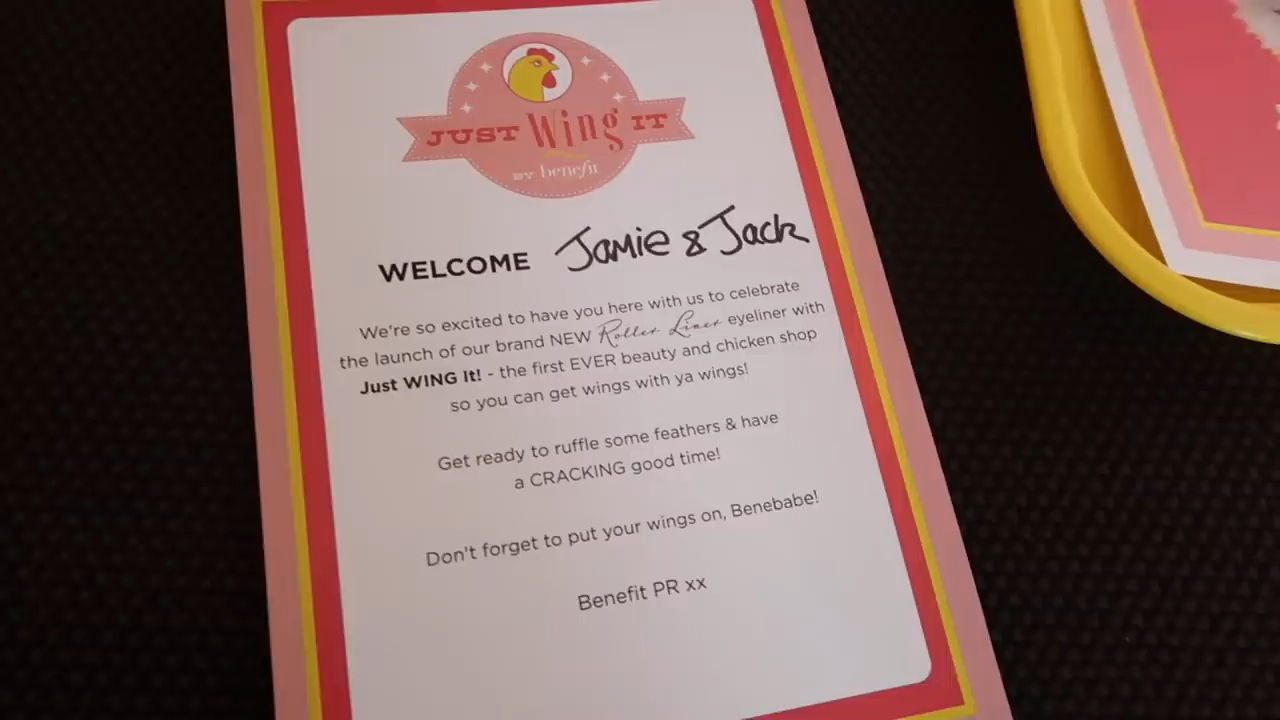 JUST Wing IT
BY benefit
WELCOME Jamie & Jack
We're so excited to have you here with us to celebrate
the launch of our brand NEW Roller Liner eyeliner with
Just WING It! - the first EVER beauty and chicken shop
so you can get wings with ya wings!
Get ready to ruffle some feathers & have
a CRACKING good time!
Don't forget to put your wings on, Benebabe!
Benefit PR xx